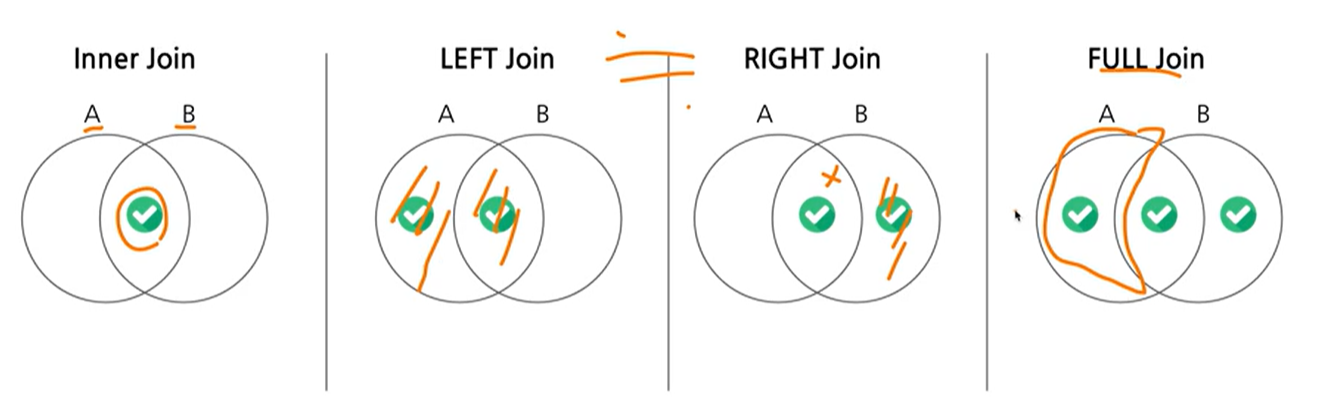 Inner Join
LEFT Join
RIGHT Join
FULL Join
A B
A B
A B
A B